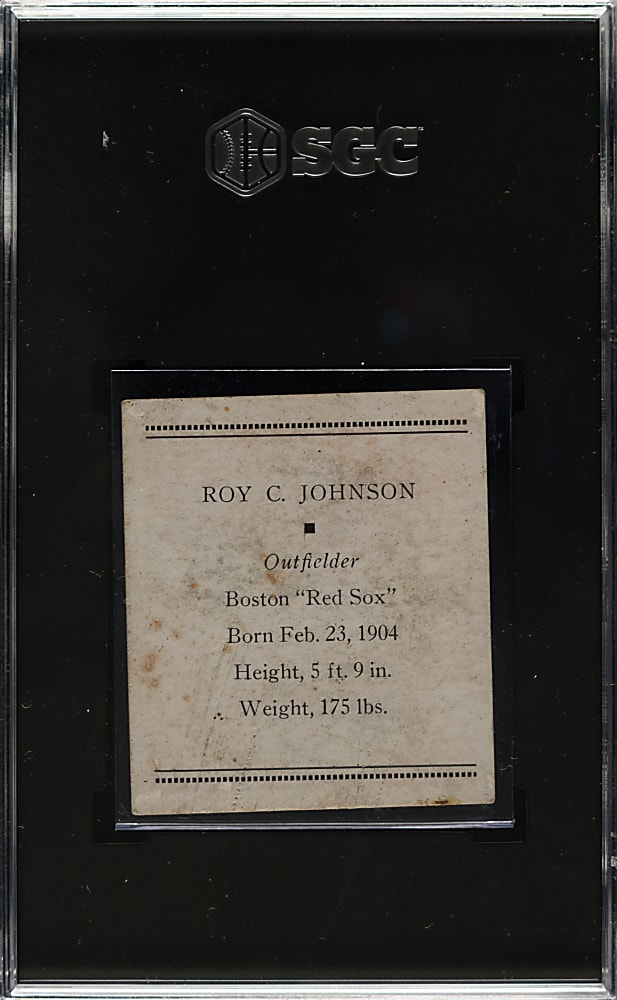 SGC
ROY C. JOHNSON
Outfielder
Boston “Red Sox”
Born Feb. 23, 1904
Height, 5 ft. 9 in.
Weight, 175 lbs.